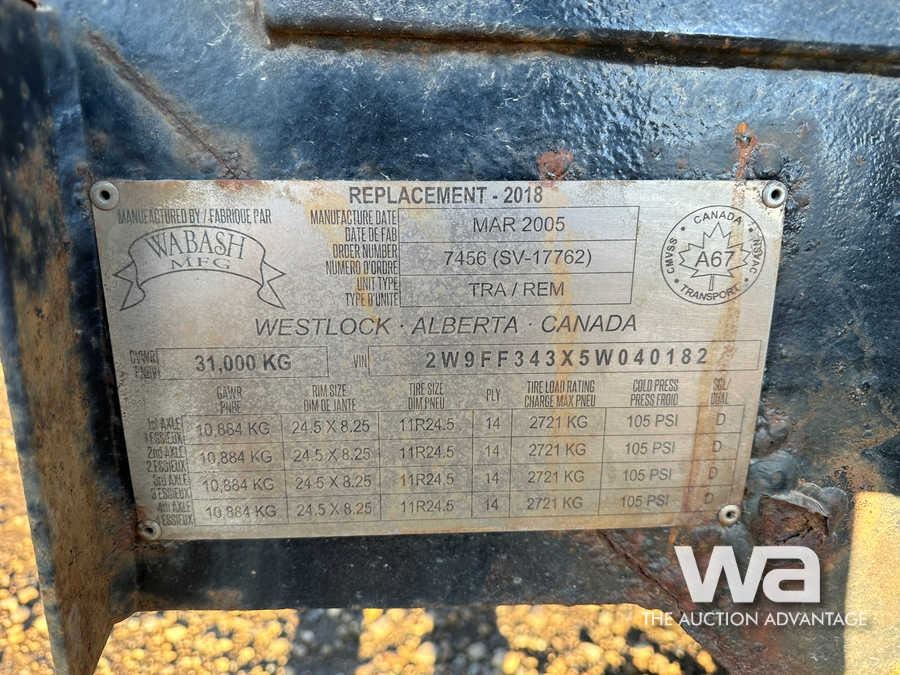 REPLACEMENT - 2018
MANUFACTURED BY / FABRIQUE PAR
WABASH
MFG
MANUFACTURE DATE
DATE DE FAB
MAR 2005
ORDER NUMBER
NUMÉRO D'ORDRE
7456 (SV-17762)
UNIT TYPE
TYPE D'UNITE
TRA / REM
CANADA
CMVSS
A67
NSVAC
TRANSPORT
WESTLOCK · ALBERTA · CANADA
GVWR
PNBV
31,000 KG
VIN
2W9FF343X5W040182
GAWR RIM SIZE TIRE SIZE PLY TIRE LOAD RATING COLD PRESS SGL/
PNBE DIM DE JANTE DIM PNEU CHARGE MAX PNEU PRESS FROID DUAL
1st AXLE 10,884 KG 24.5 X 8.25 11R24.5 14 2721 KG 105 PSI D
1 ESSIEUX
2nd AXLE 10,884 KG 24.5 X 8.25 11R24.5 14 2721 KG 105 PSI D
2 ESSIEUX
3rd AXLE 10,884 KG 24.5 X 8.25 11R24.5 14 2721 KG 105 PSI D
3 ESSIEUX
4th AXLE 10,884 KG 24.5 X 8.25 11R24.5 14 2721 KG 105 PSI D
4 ESSIEUX
wa
THE AUCTION ADVANTAGE